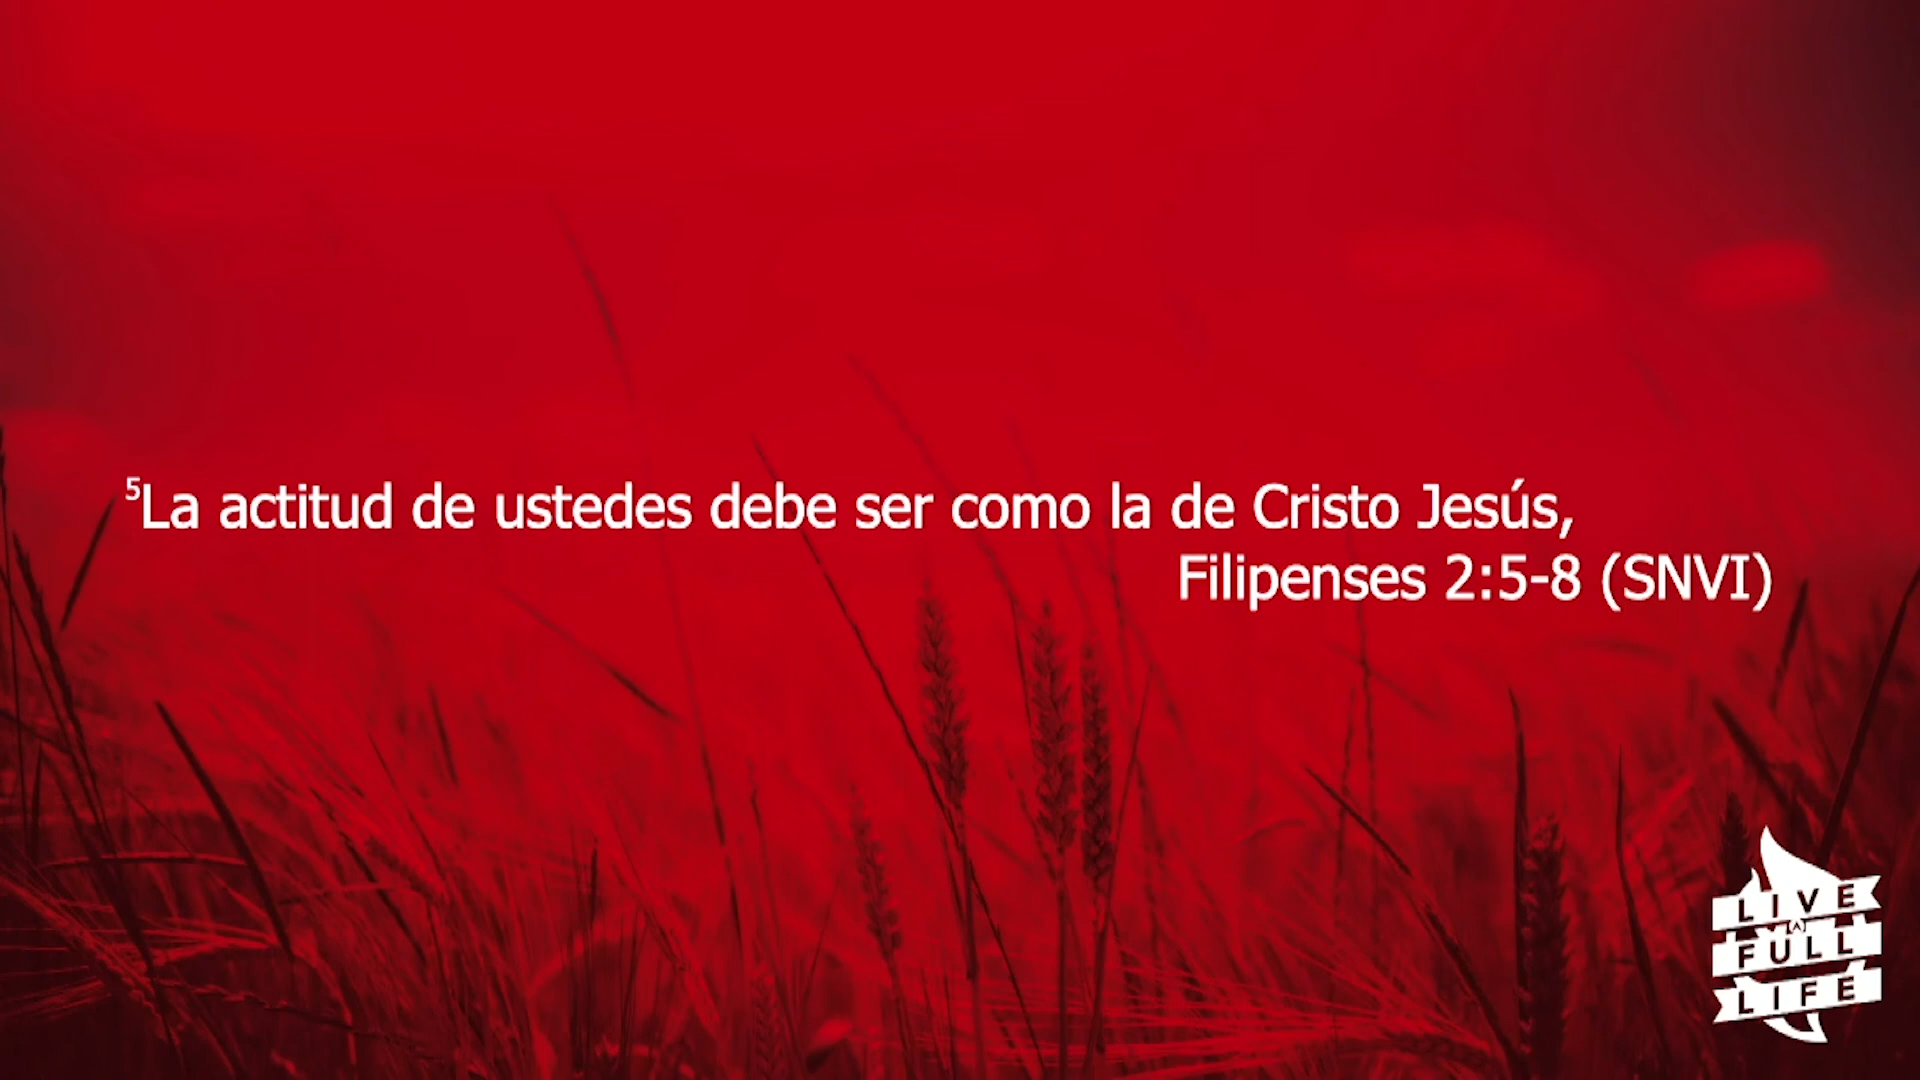 ⁵La actitud de ustedes debe ser como la de Cristo Jesús,
Filipenses 2:5-8 (SNVI)
LIVE
(A)
FULL
LIFE